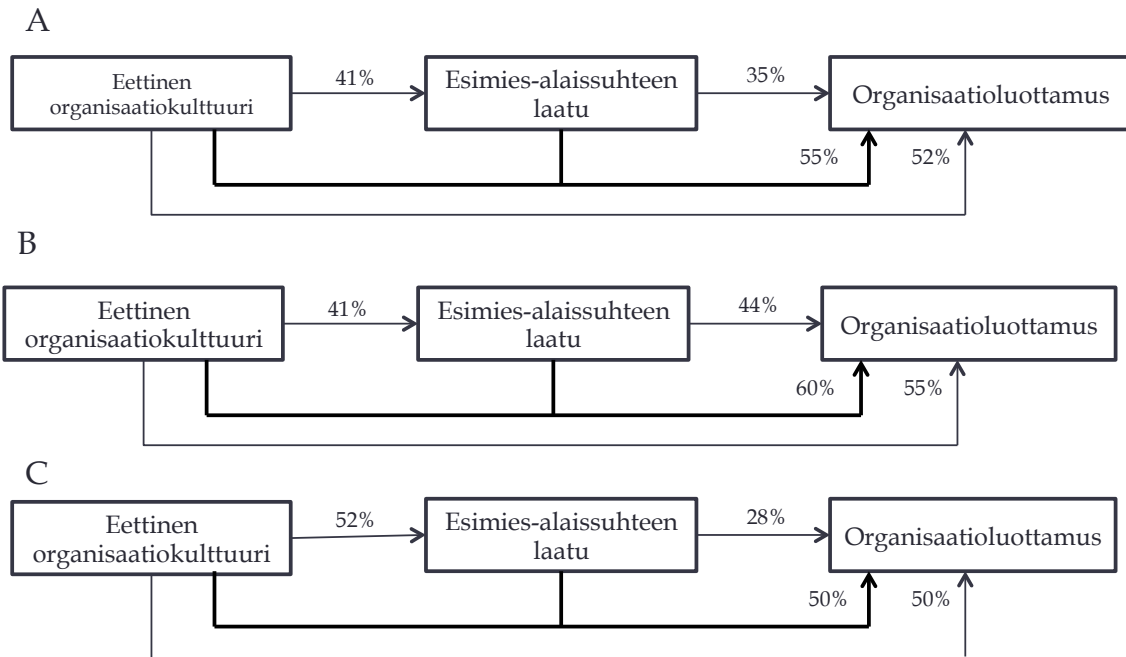 A
Eettinen
organisaatiokulttuuri
41%
Esimies-alaissuhteen
laatu
35%
Organisaatioluottamus
55%
52%
B
Eettinen
organisaatiokulttuuri
41%
Esimies-alaissuhteen
laatu
44%
Organisaatioluottamus
60%
55%
C
Eettinen
organisaatiokulttuuri
52%
Esimies-alaissuhteen
laatu
28%
Organisaatioluottamus
50%
50%